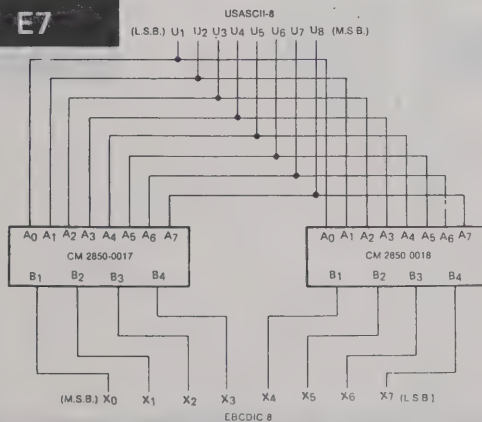 E7
USASCII-8
(L.S.B.) U1 U2 U3 U4 U5 U6 U7 U8 (M.S.B.)
A0 A1 A2 A3 A4 A5 A6 A7
CM 2850-0017
B1 B2 B3 B4
A0 A1 A2 A3 A4 A5 A6 A7
CM 2850 0018
B1 B2 B3 B4
(M.S.B.) X0 X1 X2 X3 X4 X5 X6 X7 (L.S.B.)
EBCDIC 8